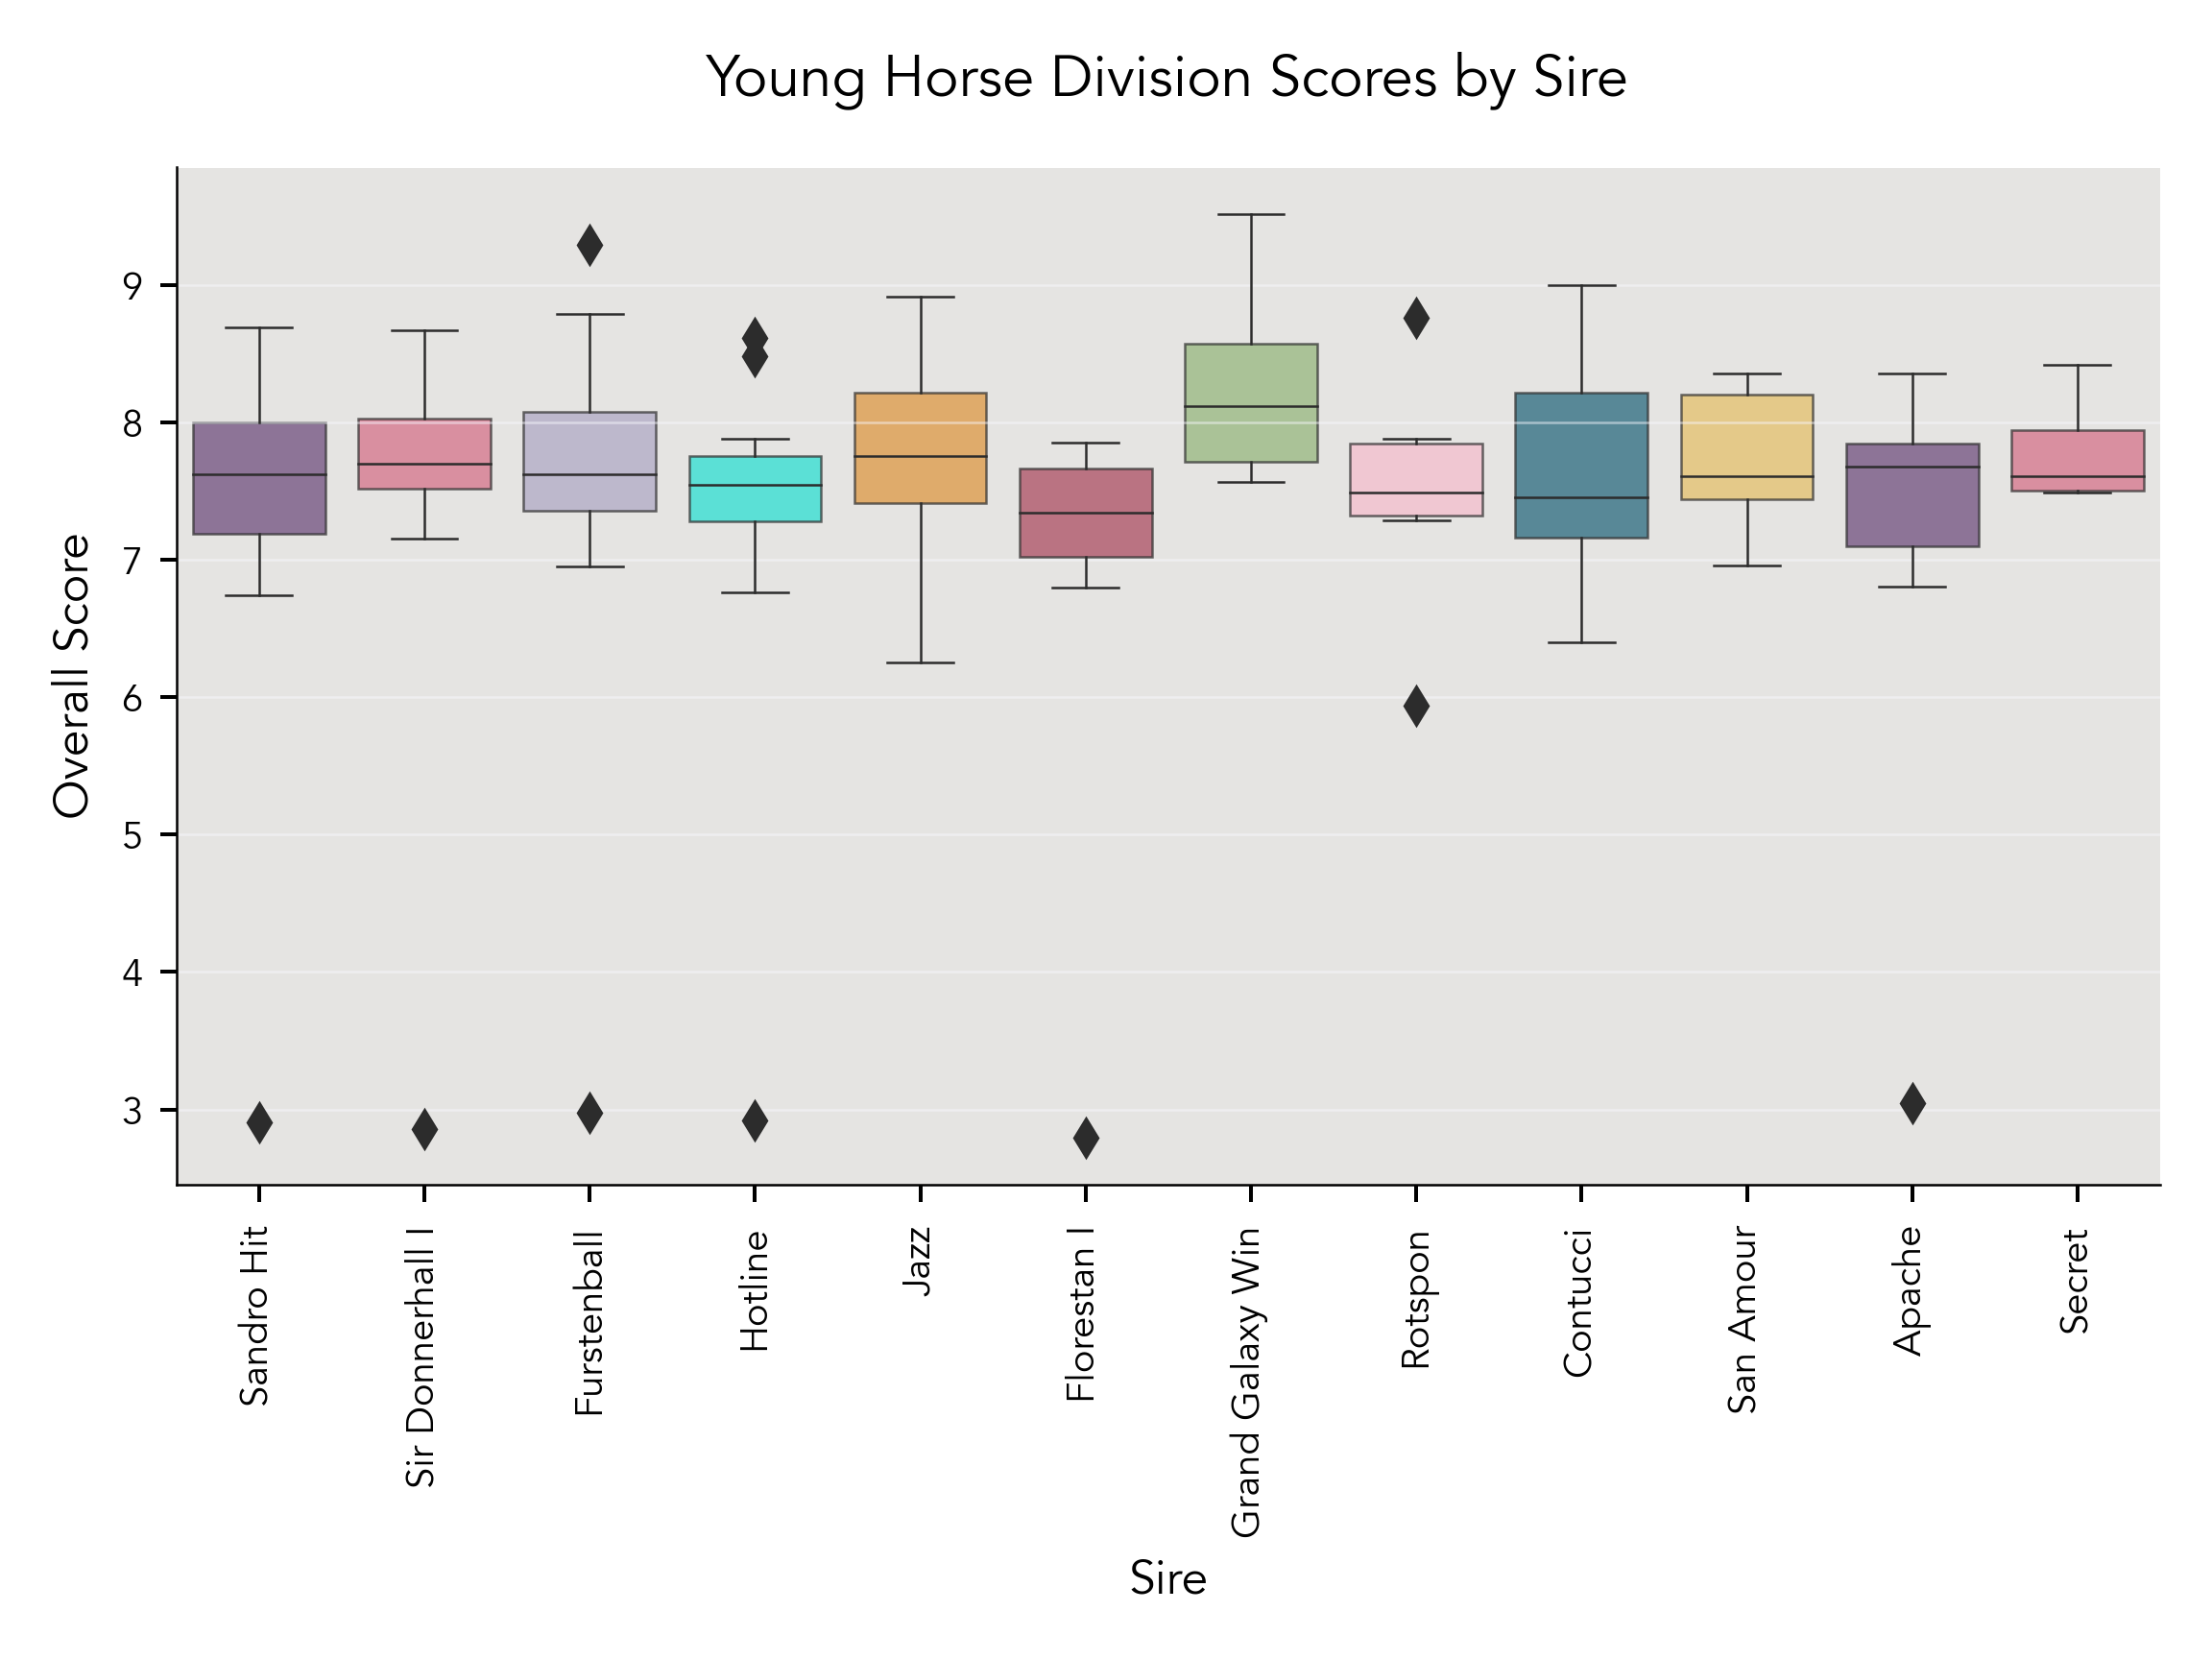 Young Horse Division Scores by Sire
Overall Score
9
8
7
6
5
4
3
Sandro Hit
Sir Donnerhall I
Furstenball
Hotline
Jazz
Florestan I
Grand Galaxy Win
Rotspon
Contucci
San Amour
Apache
Secret
Sire